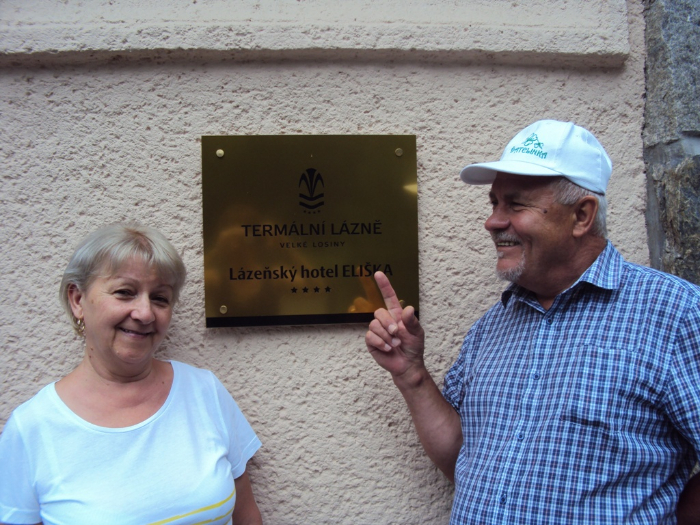 TERMÁLNÍ LÁZNĚ
VELKÉ LOSINY
Lázeňský hotel ELIŠKA